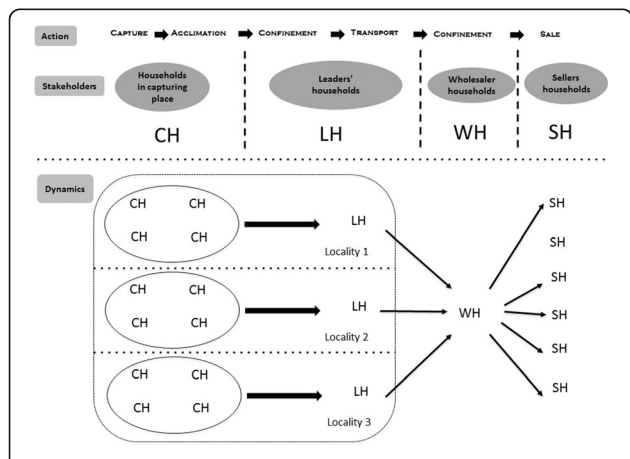 Action
CAPTURE ACCLIMATION CONFINEMENT TRANSPORT CONFINEMENT SALE
Stakeholders
Households
in capturing
place
Leaders'
households
Wholesaler
households
Sellers
households
CH LH WH SH
Dynamics
CH CH
CH CH
LH
Locality 1
CH CH
CH CH
LH
Locality 2
CH CH
CH CH
LH
Locality 3
WH
SH
SH
SH
SH
SH
SH